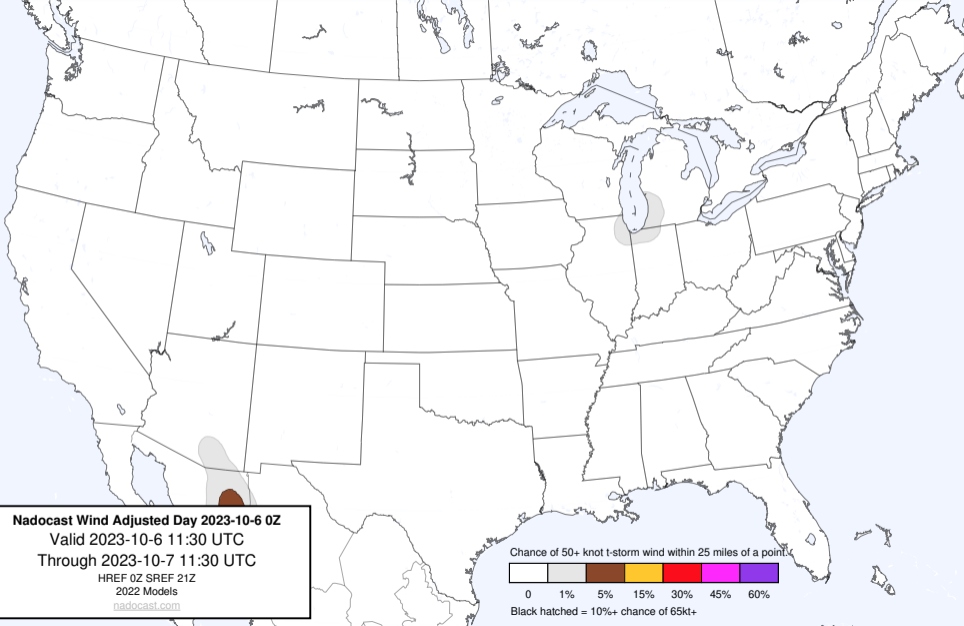 Nadocast Wind Adjusted Day 2023-10-6 0Z
Valid 2023-10-6 11:30 UTC
Through 2023-10-7 11:30 UTC
HREF 0Z SREF 21Z
2022 Models
nadocast.com
Chance of 50+ knot t-storm wind within 25 miles of a point.
0 1% 5% 15% 30% 45% 60%
Black hatched = 10%+ chance of 65kt+